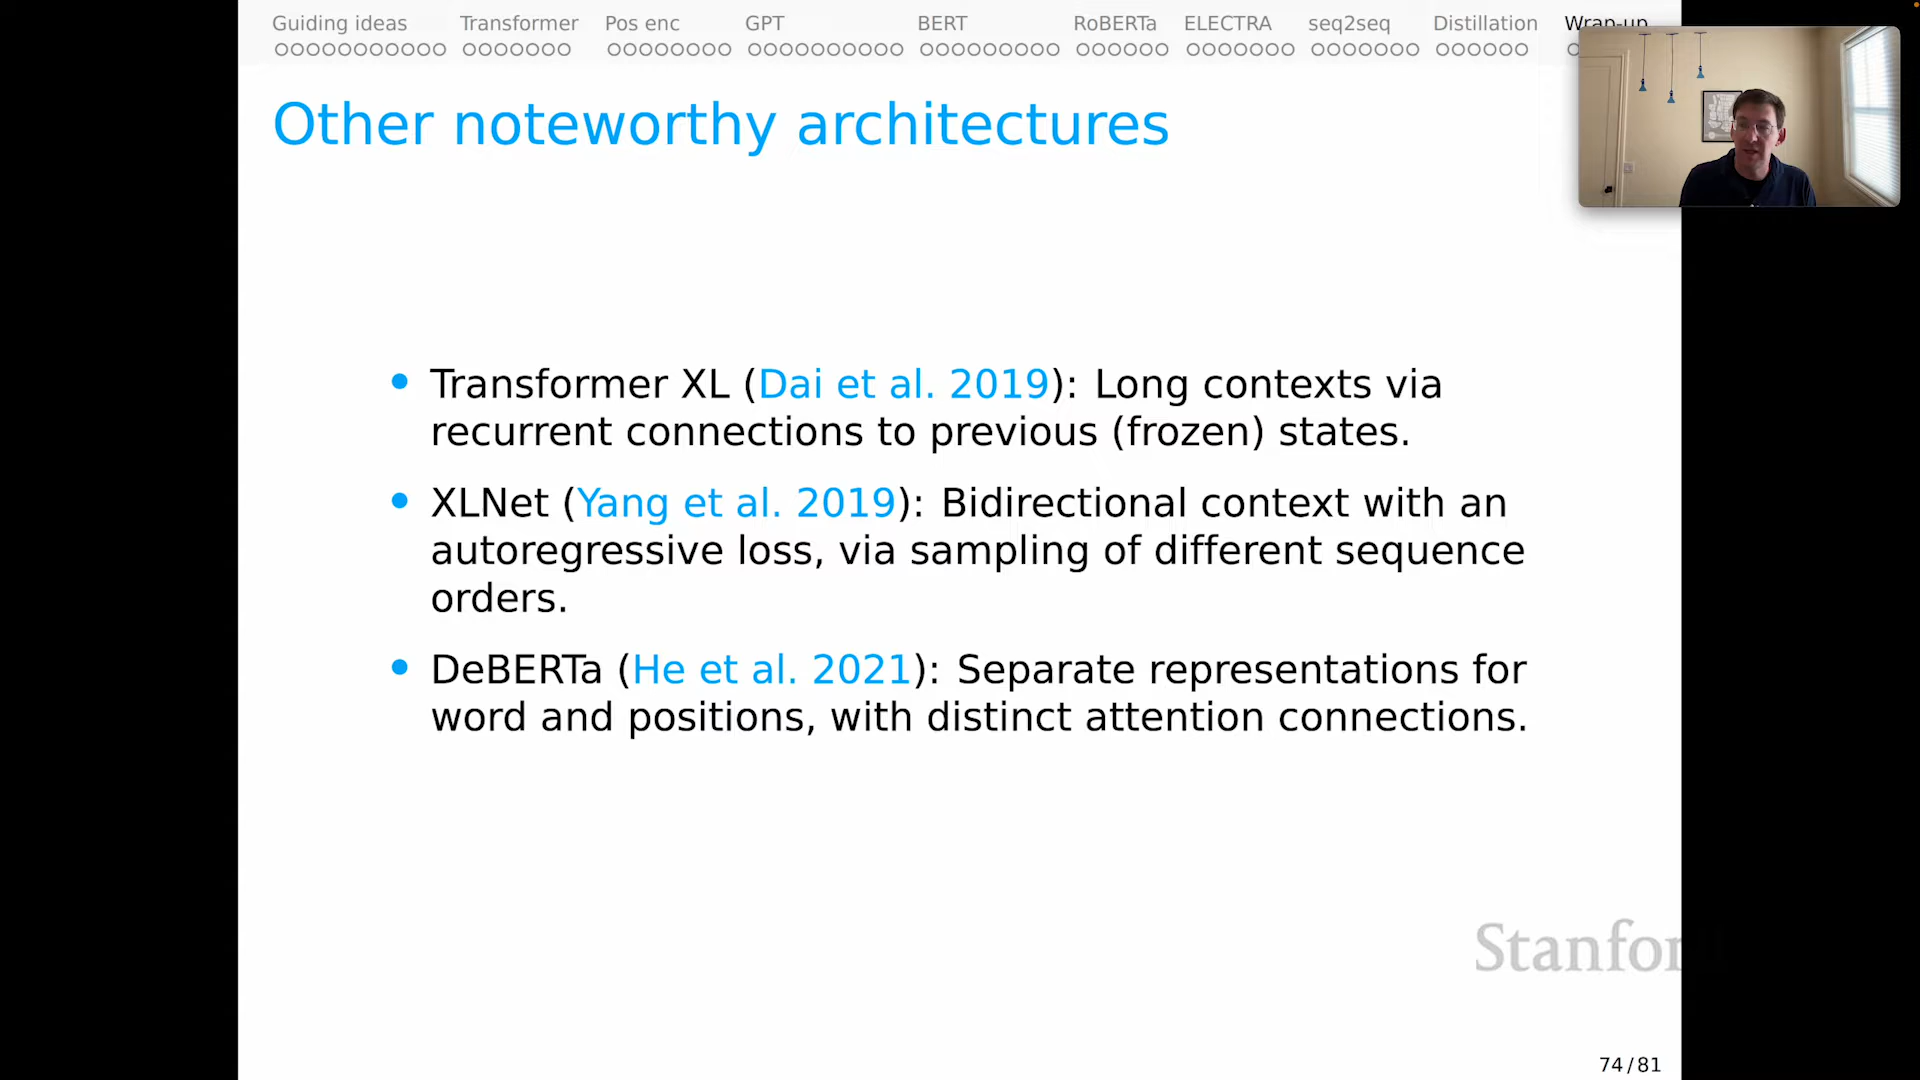 Guiding ideas Transformer Pos enc GPT BERT RoBERTa ELECTRA seq2seq Distillation Wrap-up
Other noteworthy architectures
• Transformer XL (Dai et al. 2019): Long contexts via
recurrent connections to previous (frozen) states.
• XLNet (Yang et al. 2019): Bidirectional context with an
autoregressive loss, via sampling of different sequence
orders.
• DeBERTa (He et al. 2021): Separate representations for
word and positions, with distinct attention connections.
Stanford
74/81